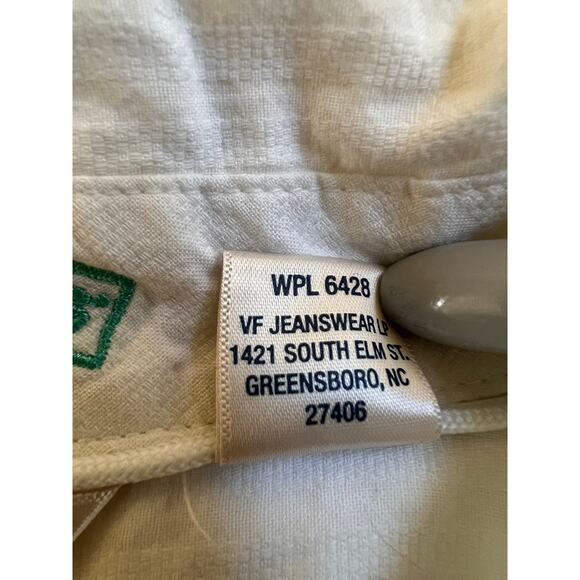 WPL 6428
VF JEANSWEAR LP
1421 SOUTH ELM ST.
GREENSBORO, NC
27406